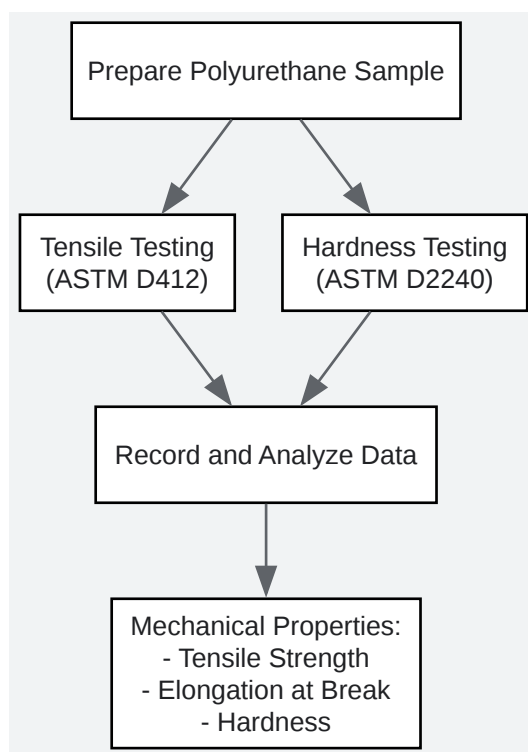 Prepare Polyurethane Sample
Tensile Testing
(ASTM D412)
Hardness Testing
(ASTM D2240)
Record and Analyze Data
Mechanical Properties:
- Tensile Strength
- Elongation at Break
- Hardness